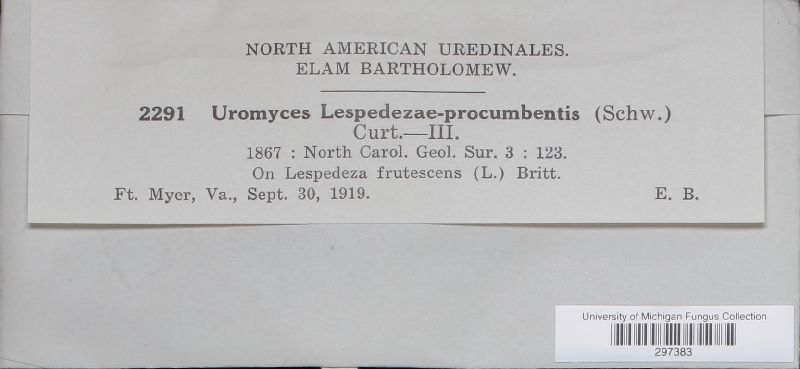 NORTH AMERICAN UREDINALES.
ELAM BARTHOLOMEW.
2291 Uromyces Lespedezae-procumbentis (Schw.)
Curt.—III.
1867 : North Carol. Geol. Sur. 3 : 123.
On Lespedeza frutescens (L.) Britt.
Ft. Myer, Va., Sept. 30, 1919. E. B.
University of Michigan Fungus Collection
297383